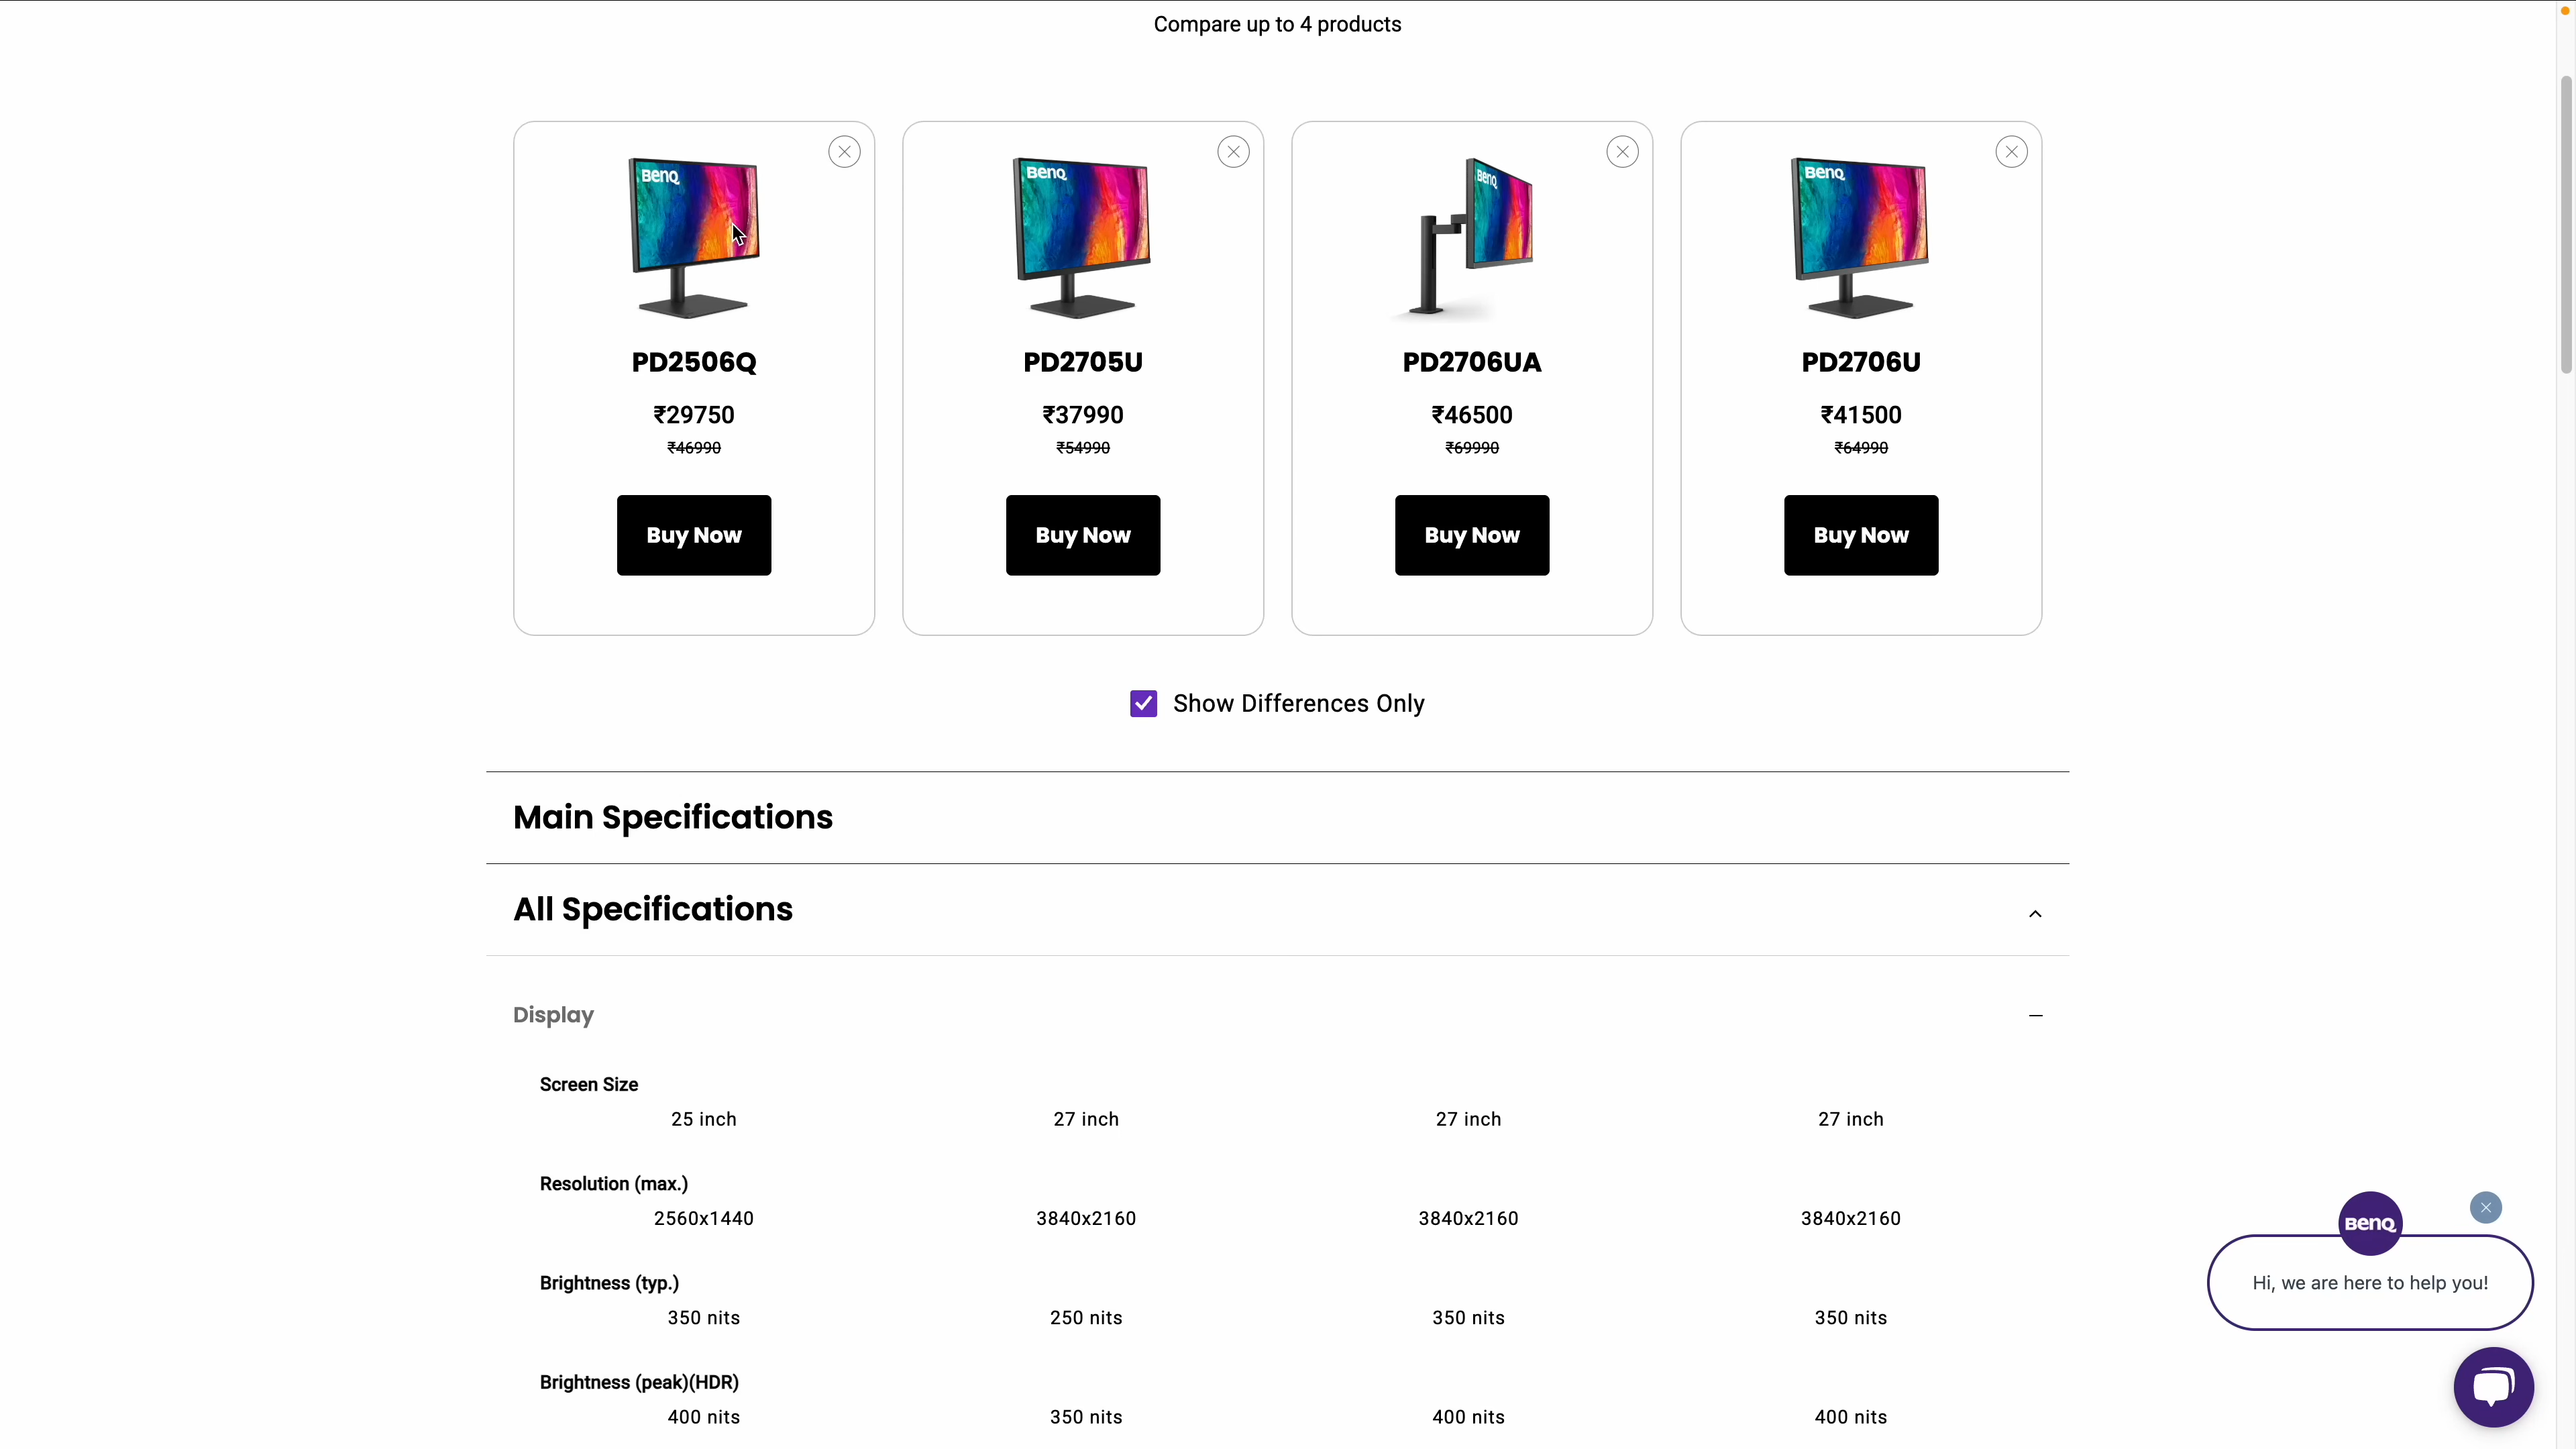 Compare up to 4 products
BenQ
BenQ
BenQ
BenQ
PD2506Q
PD2705U
PD2706UA
PD2706U
₹29750
₹37990
₹46500
₹41500
₹46990
₹54990
₹69990
₹64990
Buy Now
Buy Now
Buy Now
Buy Now
Show Differences Only
Main Specifications
All Specifications
Display
Screen Size
25 inch
27 inch
27 inch
27 inch
Resolution (max.)
2560x1440
3840x2160
3840x2160
3840x2160
Brightness (typ.)
350 nits
250 nits
350 nits
350 nits
Brightness (peak)(HDR)
400 nits
350 nits
400 nits
400 nits
BenQ
Hi, we are here to help you!